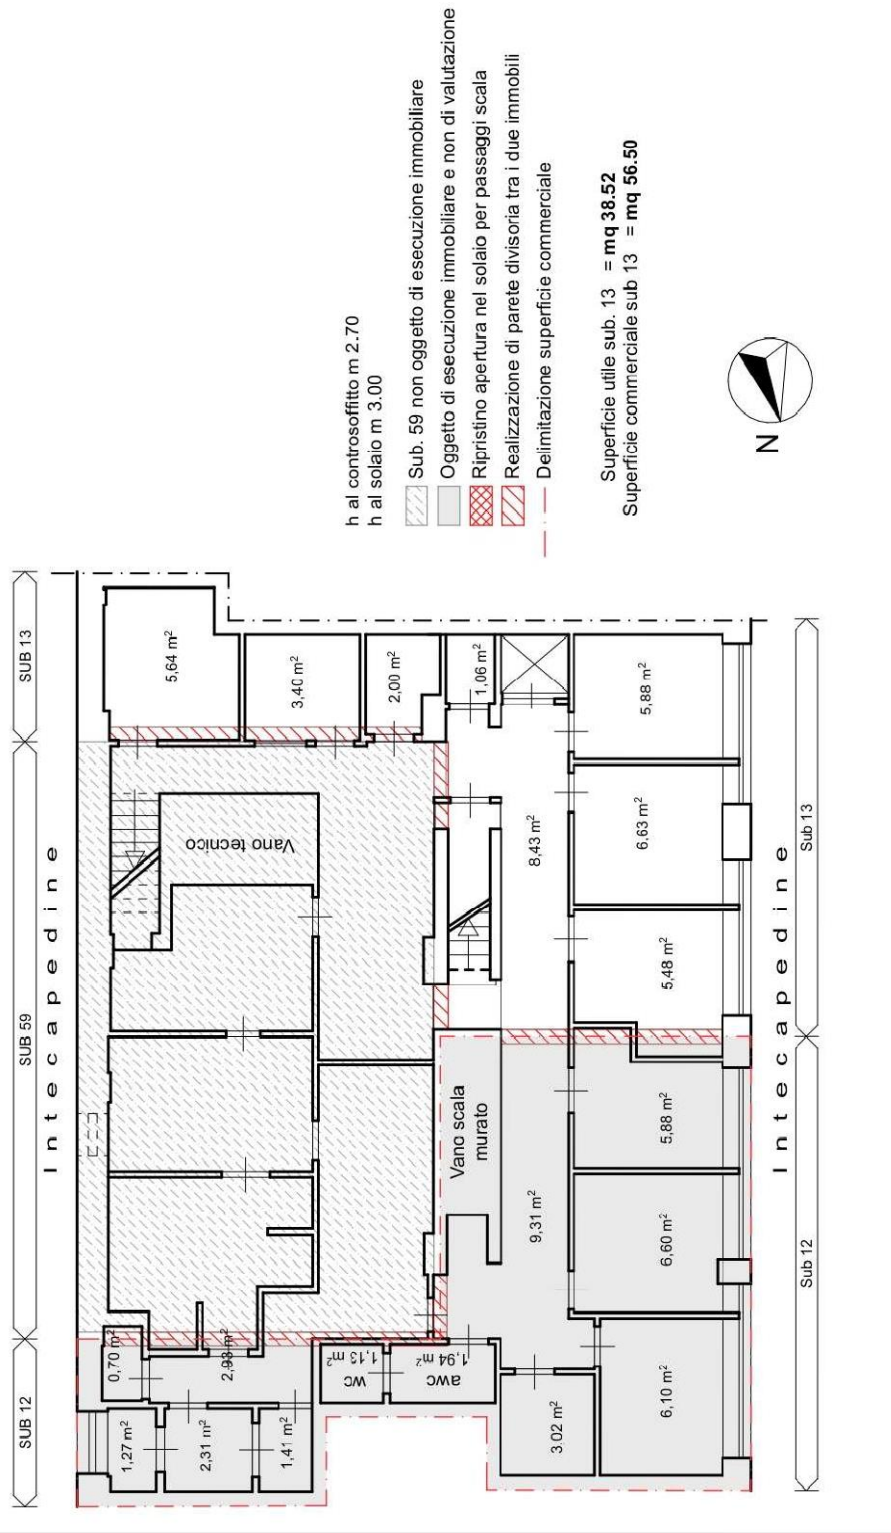 h al controsoffitto m 2.70
h al solaio m 3.00
Sub. 59 non oggetto di esecuzione immobiliare
Oggetto di esecuzione immobiliare e non di valutazione
Ripristino apertura nel solaio per passaggi scala
Realizzazione di parete divisoria tra i due immobili
Delimitazione superficie commerciale
Superficie utile sub. 13 = mq 38.52
Superficie commerciale sub 13 = mq 56.50
N
SUB 12
SUB 59
SUB 13
Intecapedine
1,27 m²
0,70 m²
2,31 m²
2,93 m²
1,41 m²
5,64 m²
3,40 m²
2,00 m²
Vano tecnico
wc
1,13 m²
awc
1,94 m²
Vano scala
murato
1,06 m²
3,02 m²
9,31 m²
8,43 m²
6,10 m²
6,60 m²
5,88 m²
5,48 m²
6,63 m²
5,88 m²
Intecapedine
Sub 12
Sub 13